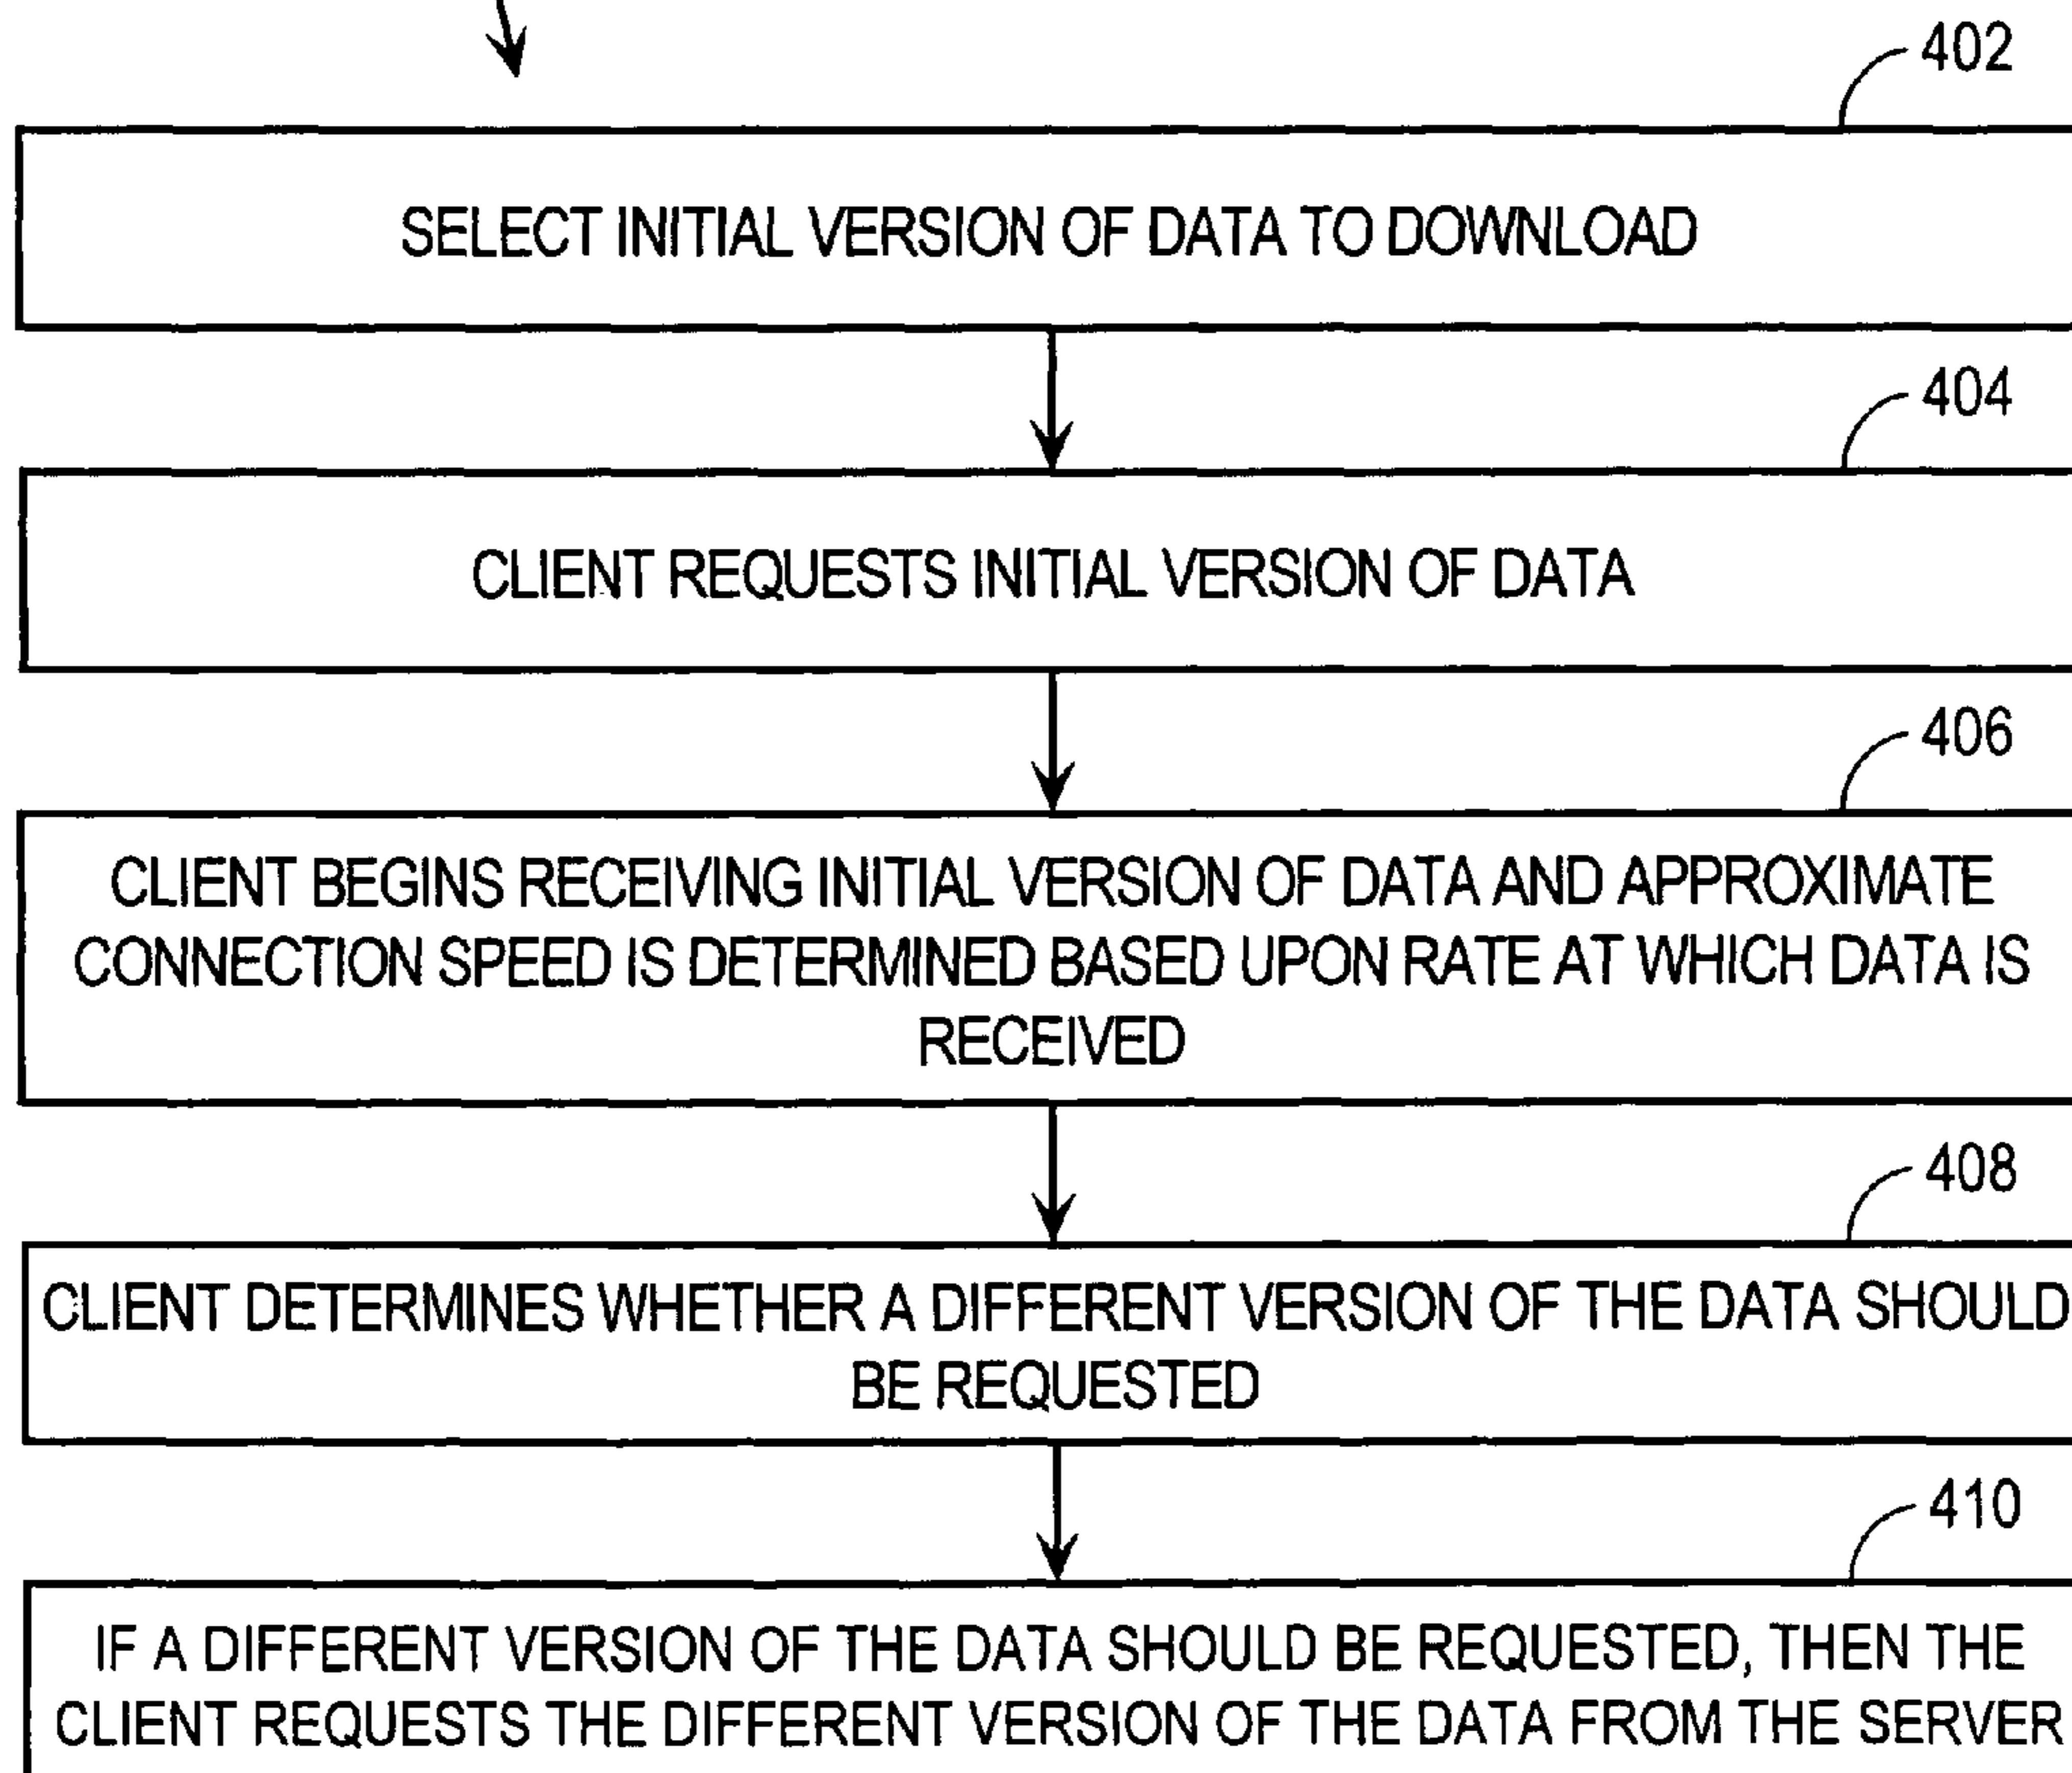 402
SELECT INITIAL VERSION OF DATA TO DOWNLOAD
404
CLIENT REQUESTS INITIAL VERSION OF DATA
406
CLIENT BEGINS RECEIVING INITIAL VERSION OF DATA AND APPROXIMATE
CONNECTION SPEED IS DETERMINED BASED UPON RATE AT WHICH DATA IS
RECEIVED
408
CLIENT DETERMINES WHETHER A DIFFERENT VERSION OF THE DATA SHOULD
BE REQUESTED
410
IF A DIFFERENT VERSION OF THE DATA SHOULD BE REQUESTED, THEN THE
CLIENT REQUESTS THE DIFFERENT VERSION OF THE DATA FROM THE SERVER